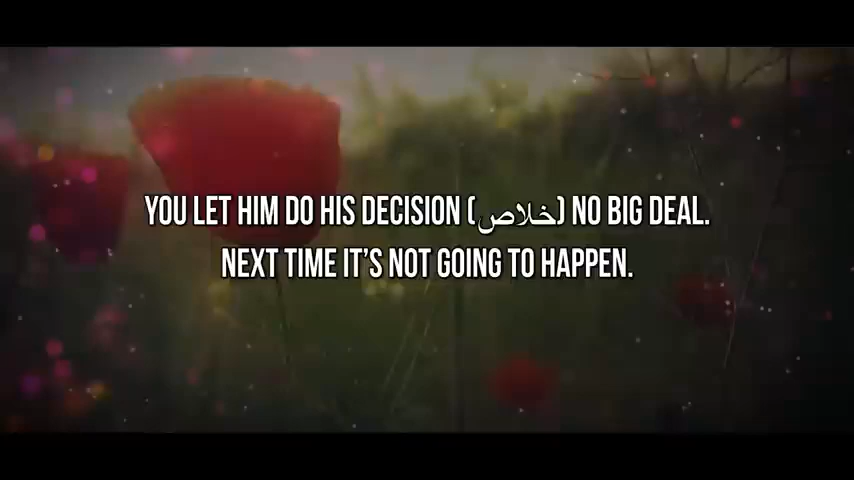 YOU LET HIM DO HIS DECISION (خلاص) NO BIG DEAL.
NEXT TIME IT'S NOT GOING TO HAPPEN.